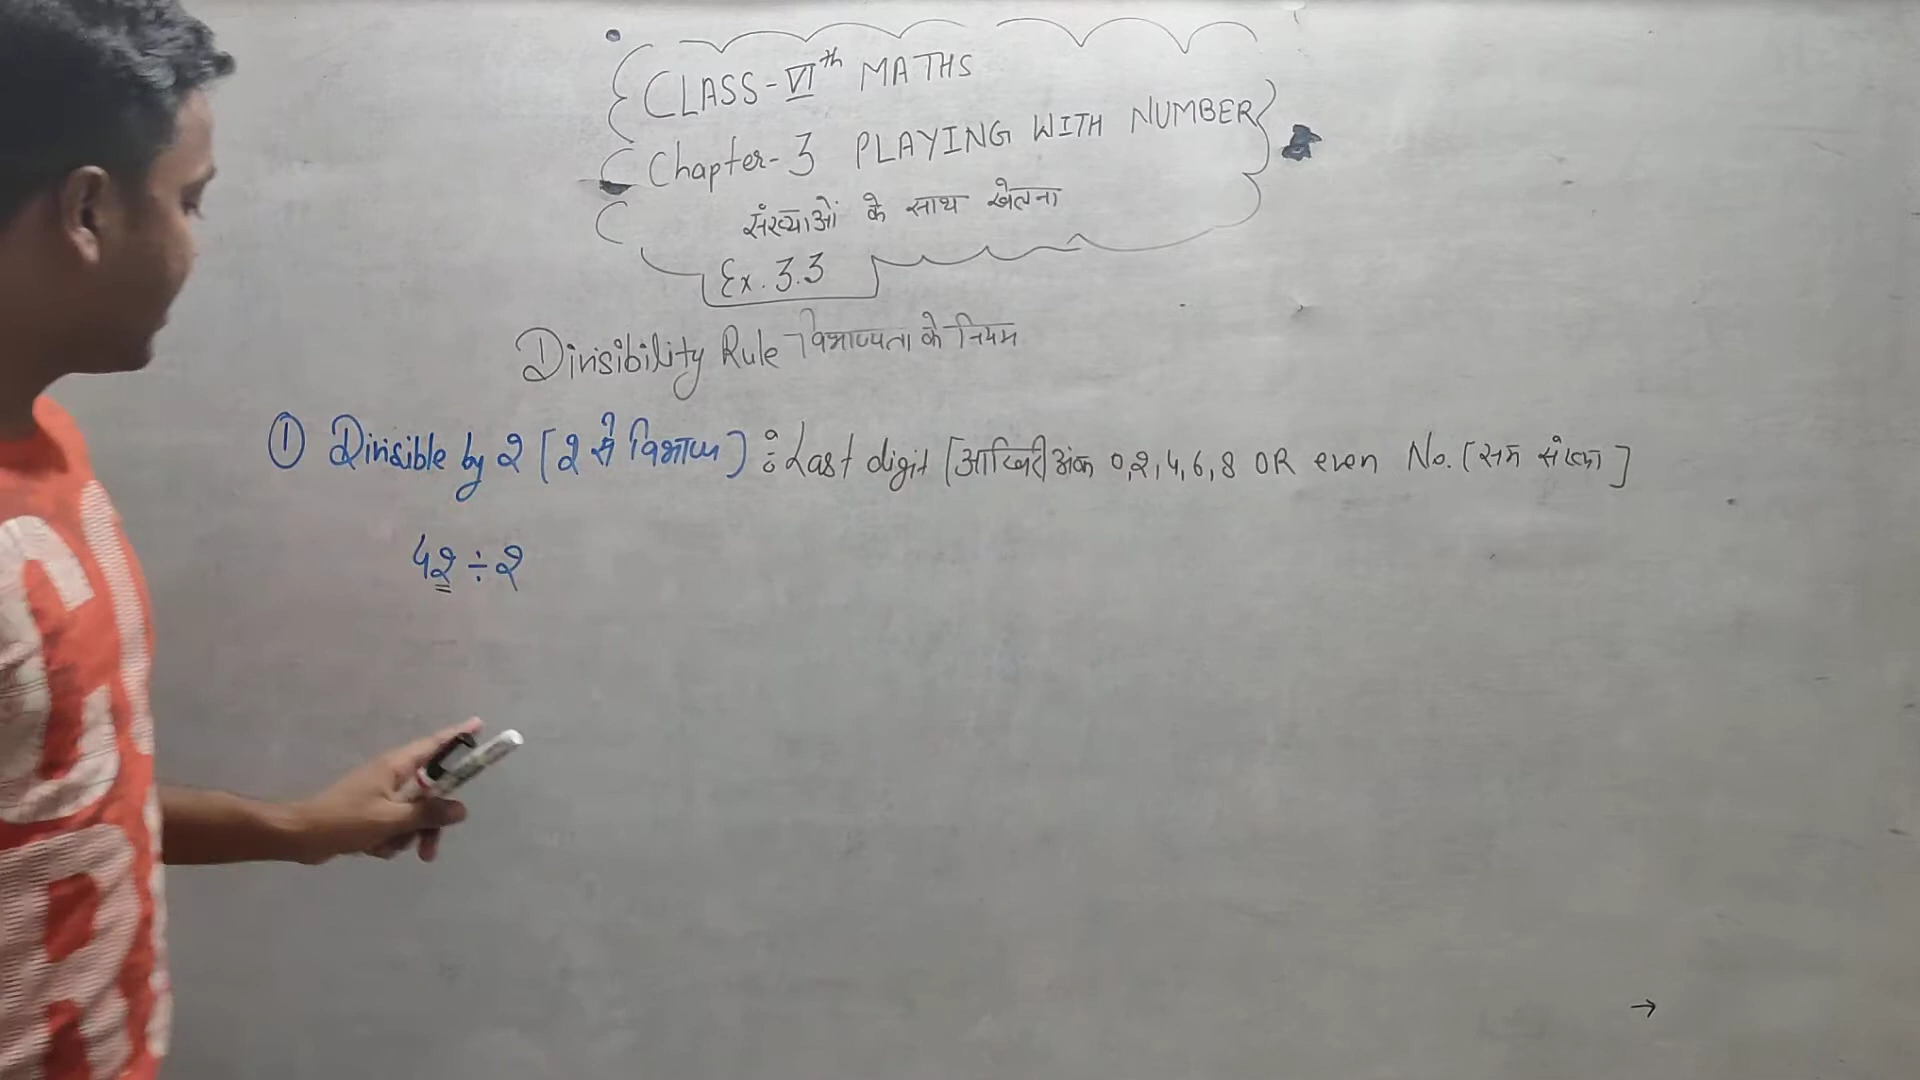 CLASS-VIth MATHS
Chapter-3 PLAYING WITH NUMBER
संख्याओं के साथ खेलना
Ex. 3.3
Divisibility Rule विभाज्यता के नियम
① Divisible by 2 [2 से विभाज्य] : Last digit [आखिरी अंक 0,2,4,6,8 OR even No. [सम संख्या]
42 ÷ 2
→